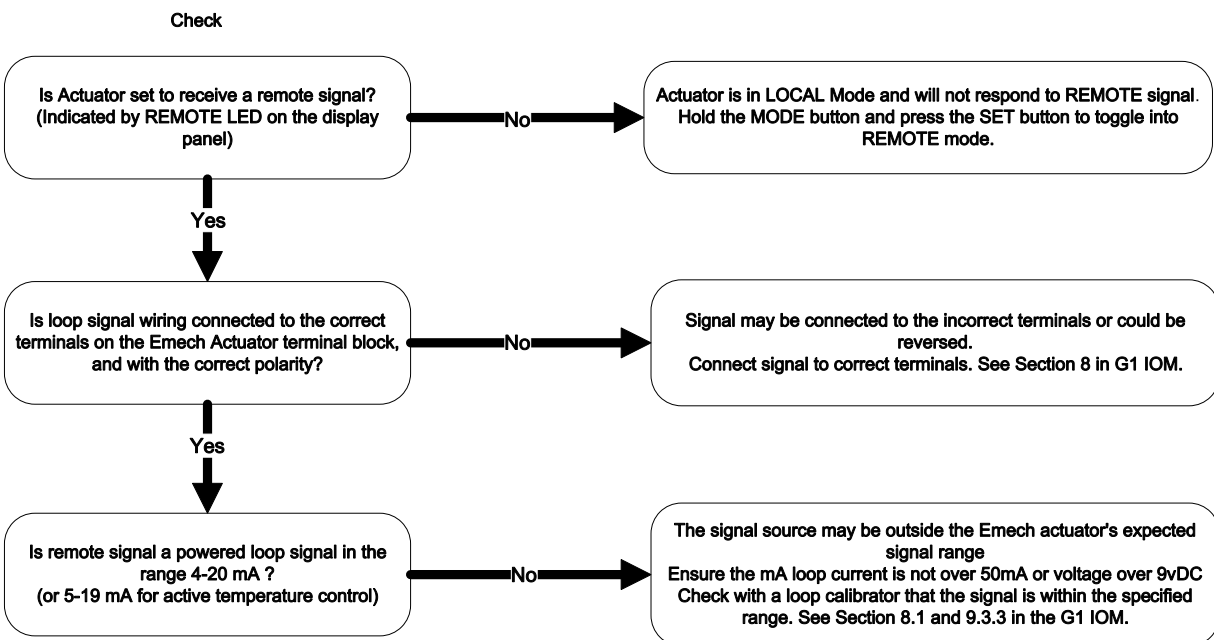 Check
Is Actuator set to receive a remote signal?
(Indicated by REMOTE LED on the display
panel)
No
Actuator is in LOCAL Mode and will not respond to REMOTE signal.
Hold the MODE button and press the SET button to toggle into
REMOTE mode.
Yes
Is loop signal wiring connected to the correct
terminals on the Emech Actuator terminal block,
and with the correct polarity?
No
Signal may be connected to the incorrect terminals or could be
reversed.
Connect signal to correct terminals. See Section 8 in G1 IOM.
Yes
Is remote signal a powered loop signal in the
range 4-20 mA ?
(or 5-19 mA for active temperature control)
No
The signal source may be outside the Emech actuator's expected
signal range
Ensure the mA loop current is not over 50mA or voltage over 9vDC
Check with a loop calibrator that the signal is within the specified
range. See Section 8.1 and 9.3.3 in the G1 IOM.